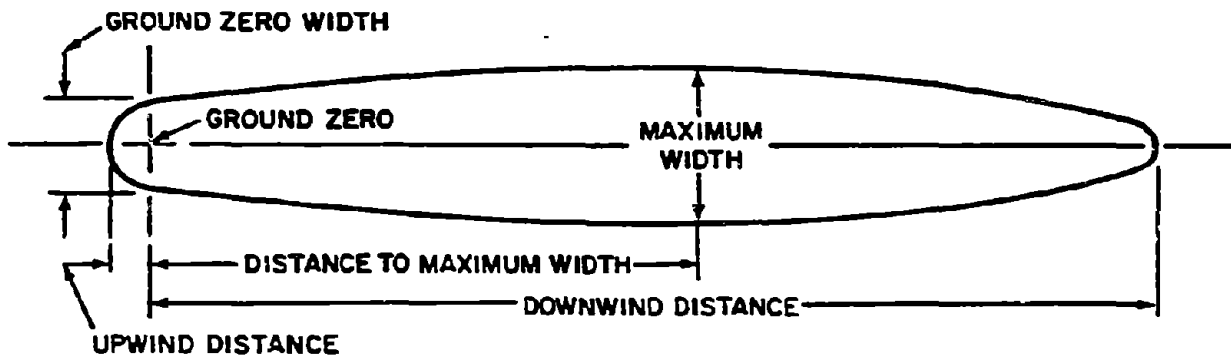 GROUND ZERO WIDTH
GROUND ZERO
MAXIMUM
WIDTH
DISTANCE TO MAXIMUM WIDTH
DOWNWIND DISTANCE
UPWIND DISTANCE